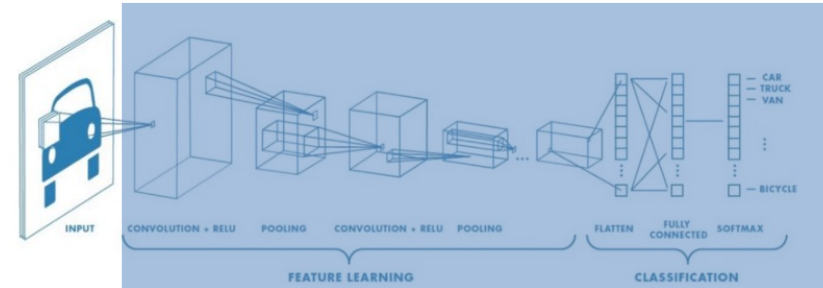 CAR
TRUCK
VAN
BICYCLE
INPUT CONVOLUTION + RELU POOLING CONVOLUTION + RELU POOLING FLATTEN FULLY CONNECTED SOFTMAX
FEATURE LEARNING CLASSIFICATION